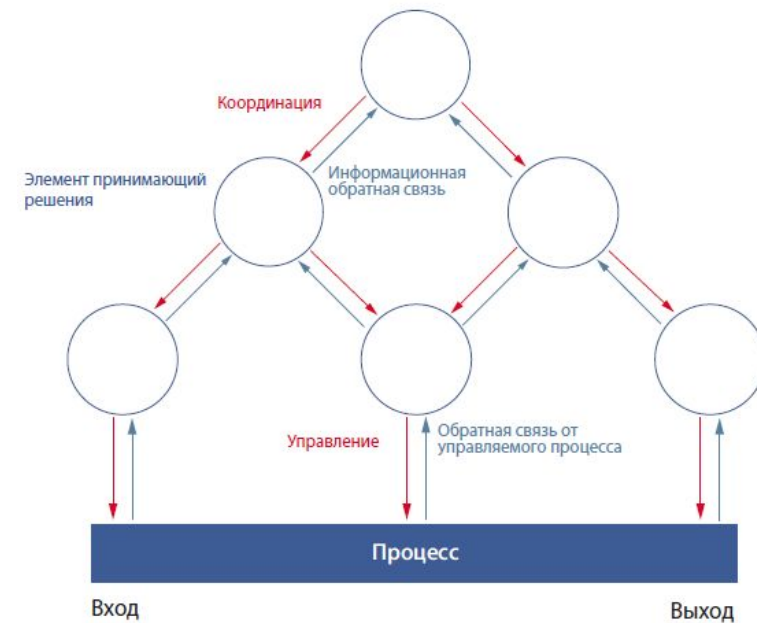 Координация
Информационная
обратная связь
Элемент принимающий
решения
Управление
Обратная связь от
управляемого процесса
Процесс
Вход
Выход